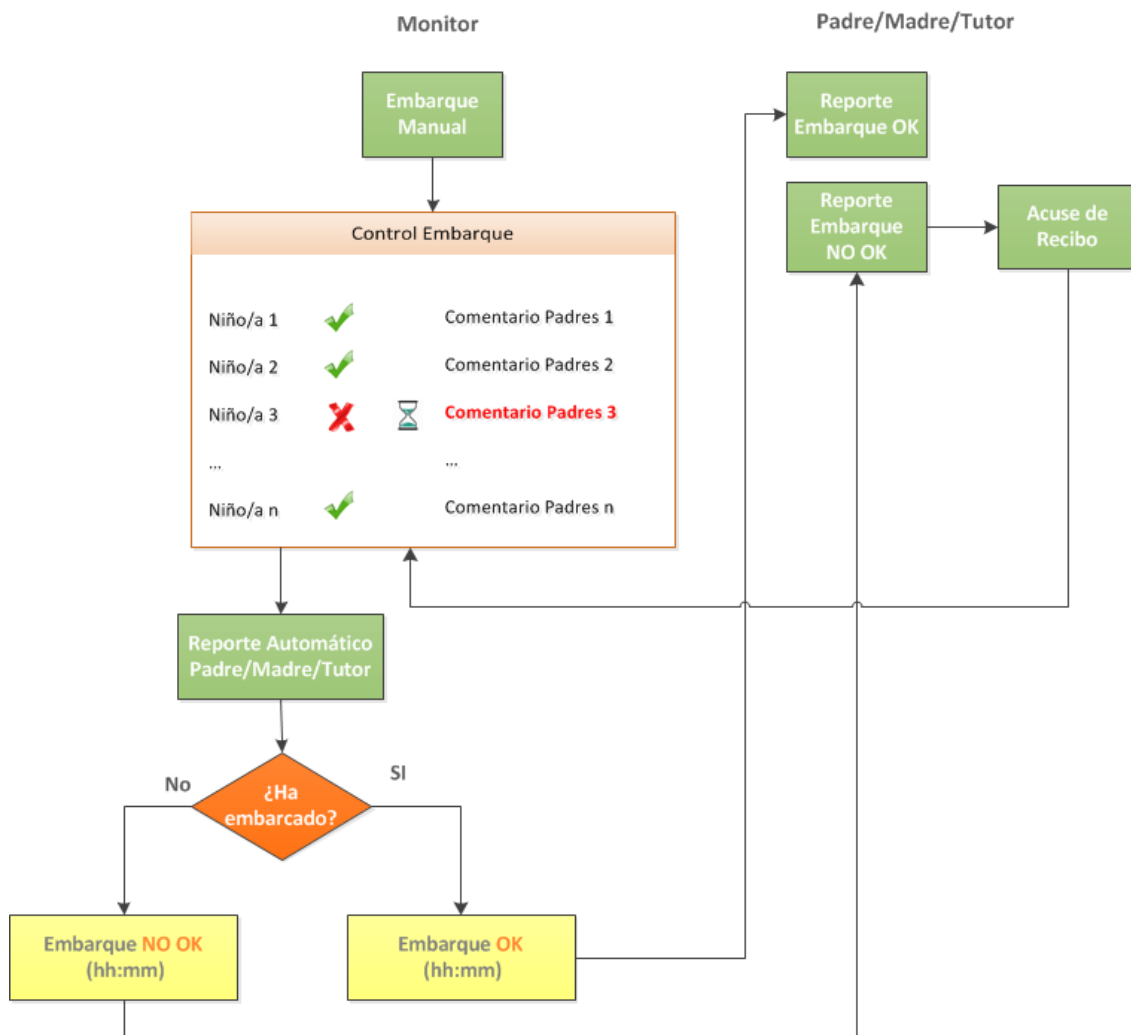 Monitor
Padre/Madre/Tutor
Embarque
Manual
Reporte
Embarque OK
Reporte
Embarque
NO OK
Acuse de
Recibo
Control Embarque
Niño/a 1 Comentario Padres 1
Niño/a 2 Comentario Padres 2
Niño/a 3 Comentario Padres 3
... ...
Niño/a n Comentario Padres n
Reporte Automático
Padre/Madre/Tutor
No
SI
¿Ha
embarcado?
Embarque NO OK
(hh:mm)
Embarque OK
(hh:mm)